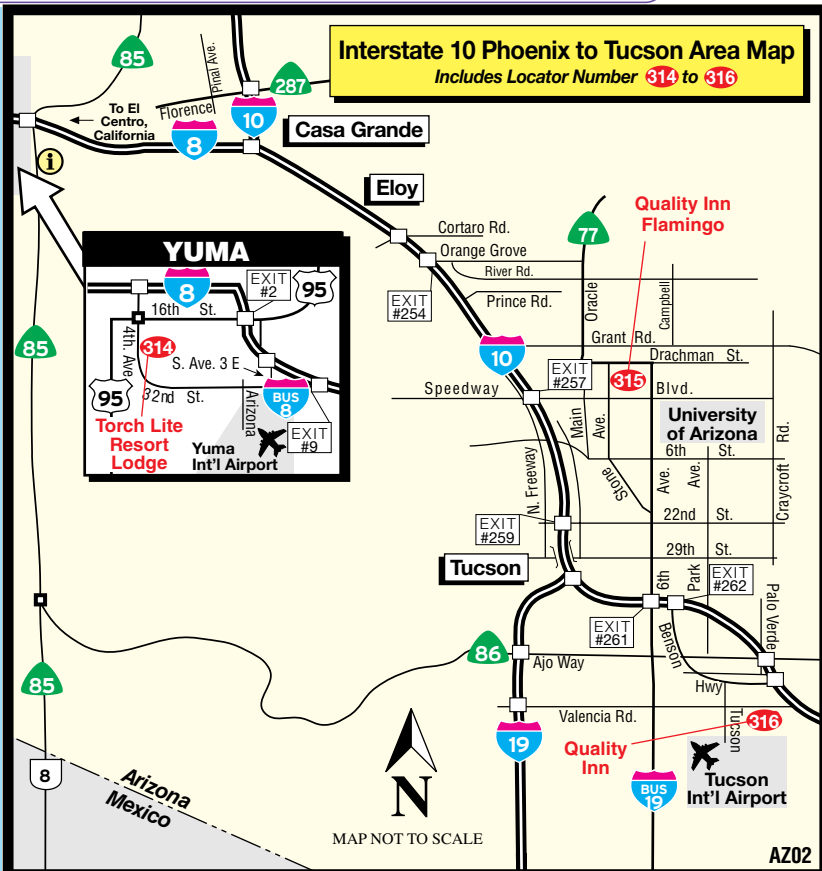 Interstate 10 Phoenix to Tucson Area Map
Includes Locator Number 314 to 316
85
Pinal Ave.
287
To El
Centro,
California
Florence
8
10
Casa Grande
i
Eloy
YUMA
8
EXIT
#2
95
16th St.
4th. Ave
314
S. Ave. 3 E
95
32nd St.
BUS
8
Arizona
EXIT
#9
Torch Lite
Resort
Lodge
Yuma
Int'l Airport
Quality Inn
Flamingo
77
Cortaro Rd.
Orange Grove
River Rd.
EXIT
#254
Prince Rd.
Oracle
Campbell
85
10
Grant Rd.
Drachman St.
EXIT
#257
315
Speedway
Blvd.
Main
Ave.
University
of Arizona
6th St.
N. Freeway
Stone
Ave.
Ave.
Craycroft
Rd.
22nd St.
EXIT
#259
29th St.
Tucson
6th
Park
EXIT
#262
Palo Verde
EXIT
#261
Benson
86
Ajo Way
Hwy
85
Valencia Rd.
Tucson
316
19
Quality
Inn
BUS
19
Tucson
Int'l Airport
8
Arizona
Mexico
N
MAP NOT TO SCALE
AZ02